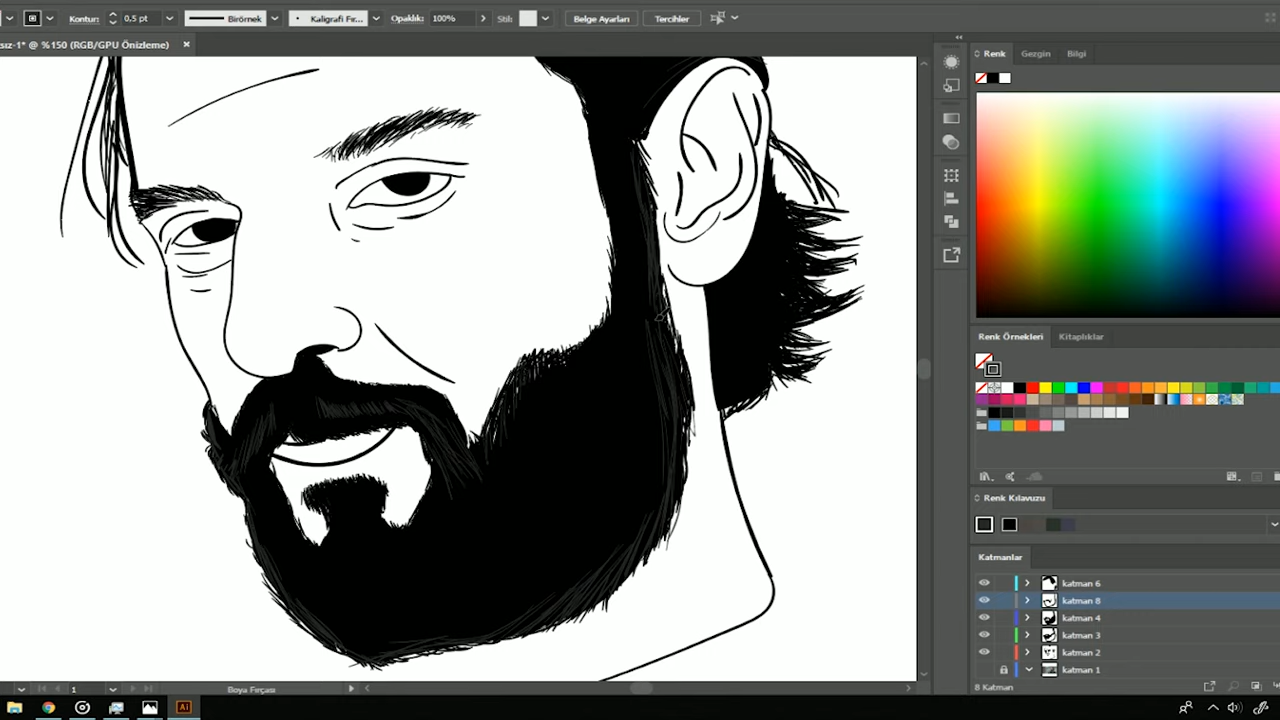 Kontur: 0,5 pt Birörnek Kaligrafi Fır... Opaklık: 100% Stil: Belge Ayarları Tercihler
sız-1* @ %150 (RGB/GPU Önizleme) ×
Renk Gezgin Bilgi
Renk Örnekleri Kitaplıklar
Renk Kılavuzu
Katmanlar
katman 6
katman 8
katman 4
katman 3
katman 2
katman 1
8 Katman
1 Boya Fırçası
Ai